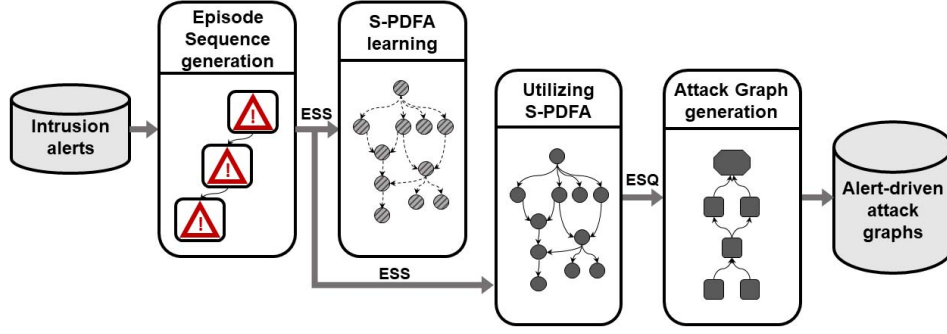 Intrusion
alerts
Episode
Sequence
generation
!
!
!
ESS
S-PDFA
learning
ESS
Utilizing
S-PDFA
ESQ
Attack Graph
generation
Alert-driven
attack
graphs